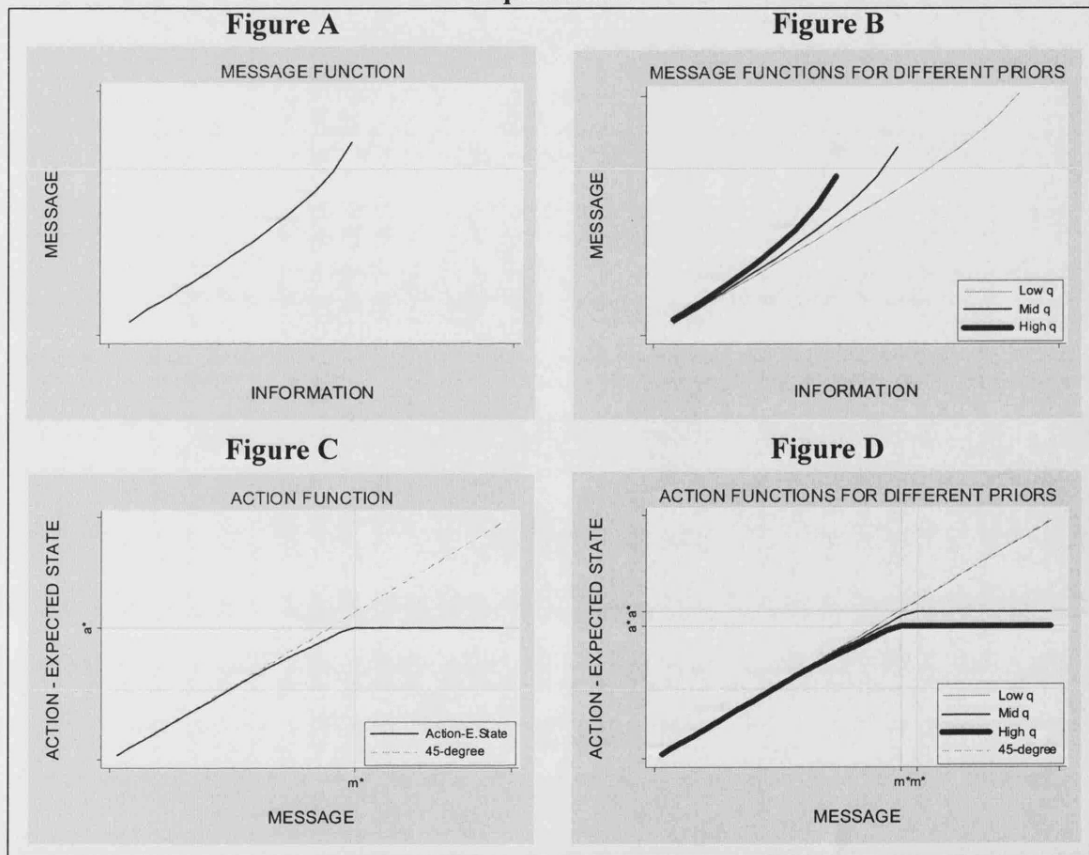 Figure A
MESSAGE FUNCTION
MESSAGE
INFORMATION
Figure B
MESSAGE FUNCTIONS FOR DIFFERENT PRIORS
MESSAGE
Low q
Mid q
High q
INFORMATION
Figure C
ACTION FUNCTION
ACTION - EXPECTED STATE
a*
Action-E.State
45-degree
m*
MESSAGE
Figure D
ACTION FUNCTIONS FOR DIFFERENT PRIORS
ACTION - EXPECTED STATE
a* a*
Low q
Mid q
High q
45-degree
m*m*
MESSAGE